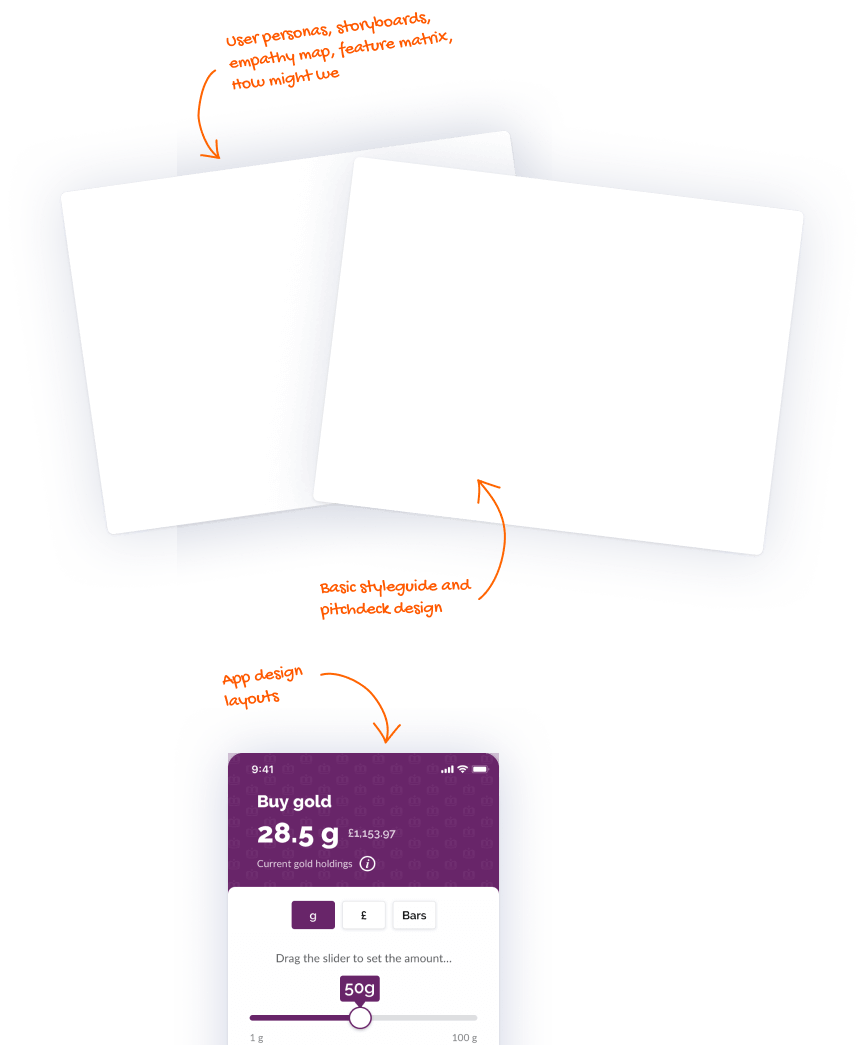 User personas, storyboards,
empathy map, feature matrix,
How might we
Basic styleguide and
pitchdeck design
App design
layouts
9:41
Buy gold
28.5 g £1,153.97
Current gold holdings i
g £ Bars
Drag the slider to set the amount...
50g
1 g 100 g